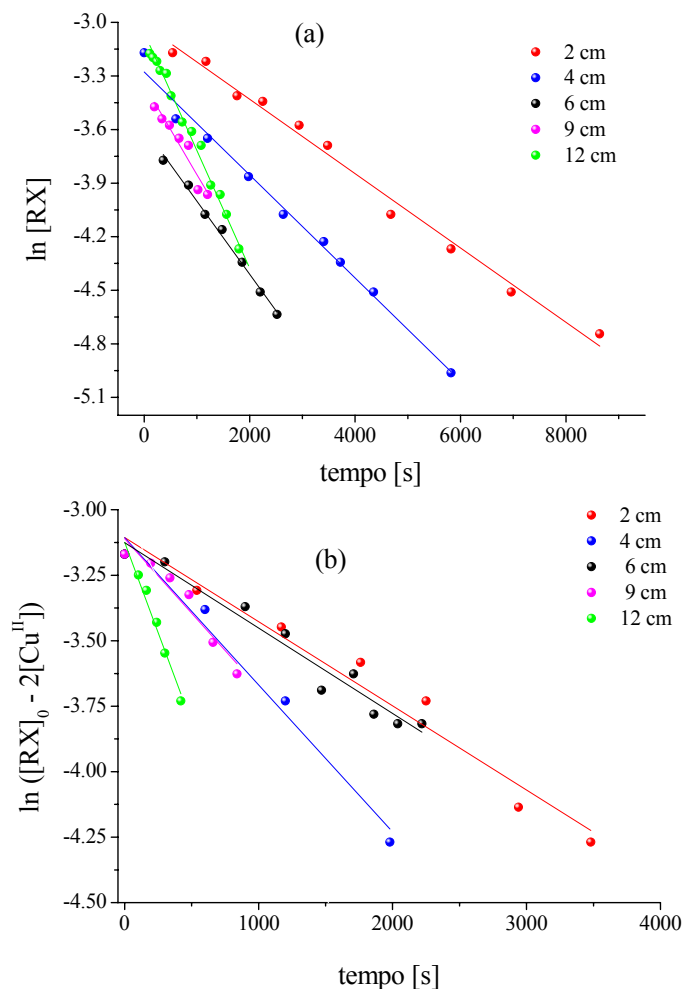 (a)
2 cm
4 cm
6 cm
9 cm
12 cm
-3.0
-3.3
-3.6
-3.9
-4.2
-4.5
-4.8
-5.1
ln [RX]
0 2000 4000 6000 8000
tempo [s]
(b)
2 cm
4 cm
6 cm
9 cm
12 cm
-3.00
-3.25
-3.50
-3.75
-4.00
-4.25
-4.50
ln ([RX]₀ - 2[Cuᴵᴵ])
0 1000 2000 3000 4000
tempo [s]